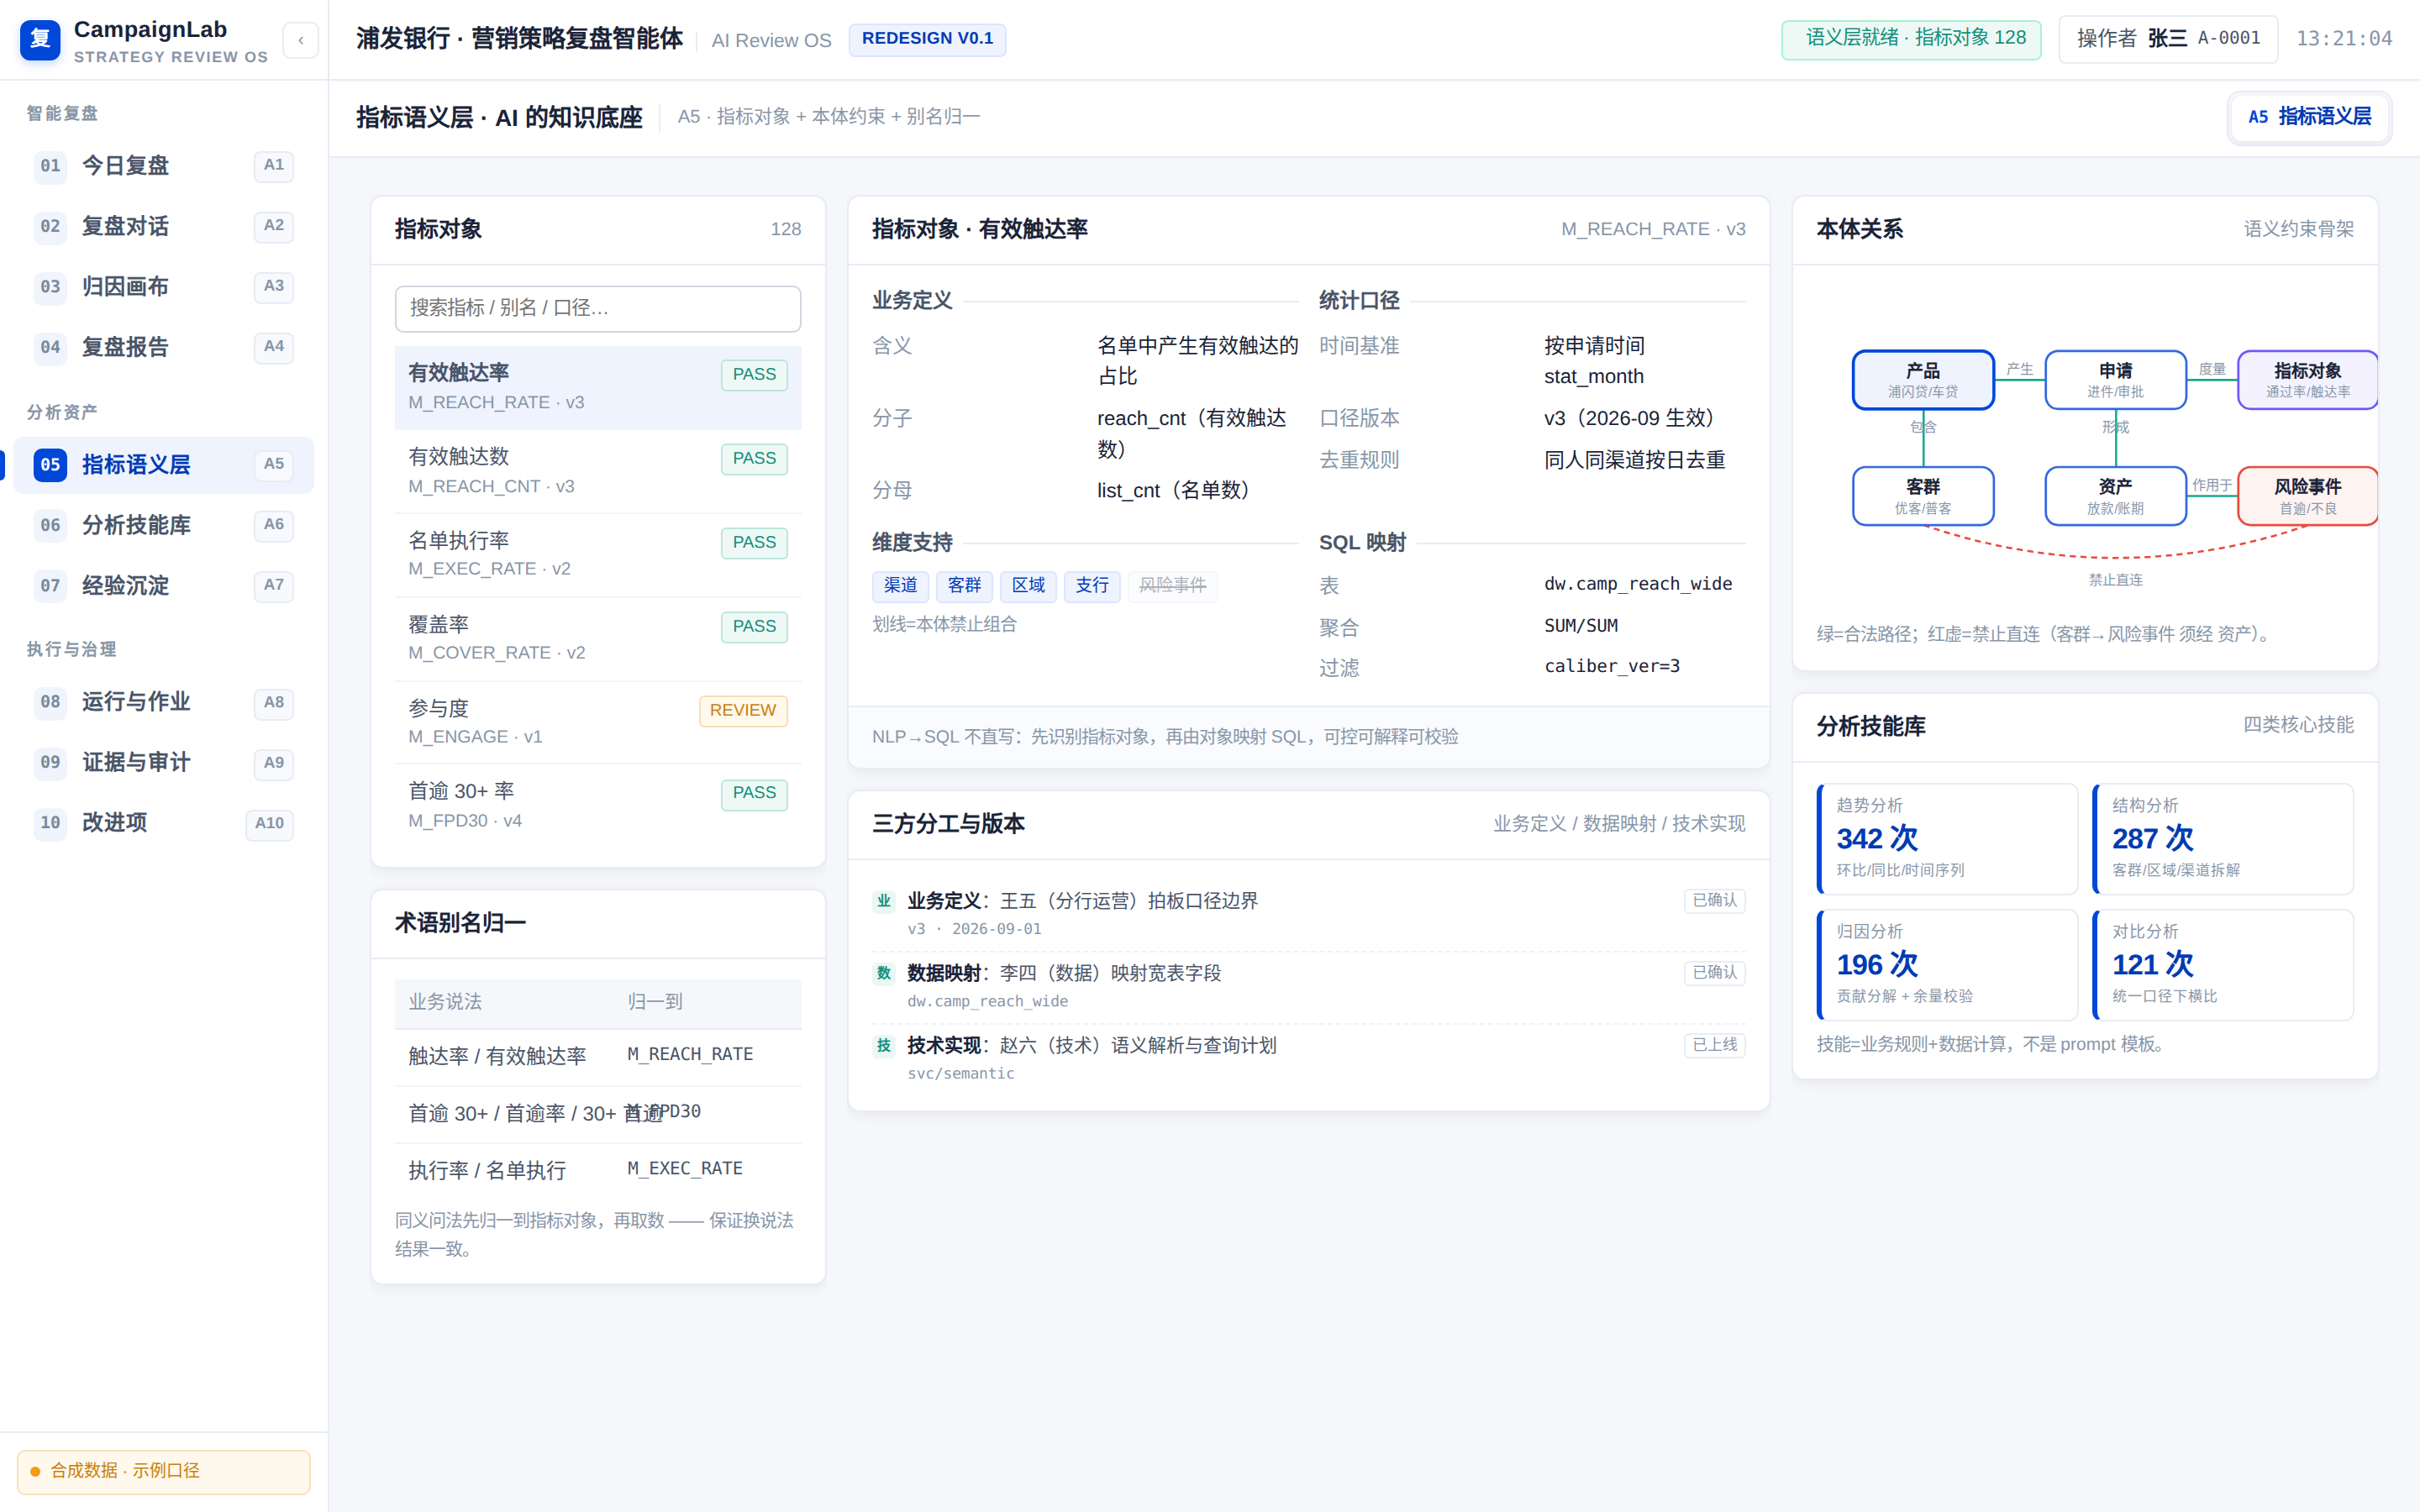 复
CampaignLab
STRATEGY REVIEW OS
‹
浦发银行 · 营销策略复盘智能体
AI Review OS
REDESIGN V0.1
语义层就绪 · 指标对象 128
操作者 张三 A-0001
13:21:04
智能复盘
01 今日复盘 A1
02 复盘对话 A2
03 归因画布 A3
04 复盘报告 A4
分析资产
05 指标语义层 A5
06 分析技能库 A6
07 经验沉淀 A7
执行与治理
08 运行与作业 A8
09 证据与审计 A9
10 改进项 A10
合成数据 · 示例口径
指标语义层 · AI 的知识底座
A5 · 指标对象 + 本体约束 + 别名归一
A5 指标语义层
指标对象 128
搜索指标 / 别名 / 口径…
有效触达率 PASS
M_REACH_RATE · v3
有效触达数 PASS
M_REACH_CNT · v3
名单执行率 PASS
M_EXEC_RATE · v2
覆盖率 PASS
M_COVER_RATE · v2
参与度 REVIEW
M_ENGAGE · v1
首逾 30+ 率 PASS
M_FPD30 · v4
术语别名归一
业务说法 归一到
触达率 / 有效触达率 M_REACH_RATE
首逾 30+ / 首逾率 / 30+ 首逾 M_FPD30
执行率 / 名单执行 M_EXEC_RATE
同义问法先归一到指标对象，再取数 —— 保证换说法
结果一致。
指标对象 · 有效触达率 M_REACH_RATE · v3
业务定义
含义 名单中产生有效触达的
占比
分子 reach_cnt（有效触达
数）
分母 list_cnt（名单数）
统计口径
时间基准 按申请时间
stat_month
口径版本 v3（2026-09 生效）
去重规则 同人同渠道按日去重
维度支持
渠道 客群 区域 支行 风险事件
划线=本体禁止组合
SQL 映射
表 dw.camp_reach_wide
聚合 SUM/SUM
过滤 caliber_ver=3
NLP→SQL 不直写：先识别指标对象，再由对象映射 SQL，可控可解释可校验
三方分工与版本 业务定义 / 数据映射 / 技术实现
业 业务定义：王五（分行运营）拍板口径边界 已确认
v3 · 2026-09-01
数 数据映射：李四（数据）映射宽表字段 已确认
dw.camp_reach_wide
技 技术实现：赵六（技术）语义解析与查询计划 已上线
svc/semantic
本体关系 语义约束骨架
产品
浦闪贷/车贷
产生
申请
进件/审批
度量
指标对象
通过率/触达率
包含
形成
客群
优客/普客
资产
放款/账期
作用于
风险事件
首逾/不良
禁止直连
绿=合法路径；红虚=禁止直连（客群→风险事件 须经 资产）。
分析技能库 四类核心技能
趋势分析
342 次
环比/同比/时间序列
结构分析
287 次
客群/区域/渠道拆解
归因分析
196 次
贡献分解 + 余量校验
对比分析
121 次
统一口径下横比
技能=业务规则+数据计算，不是 prompt 模板。